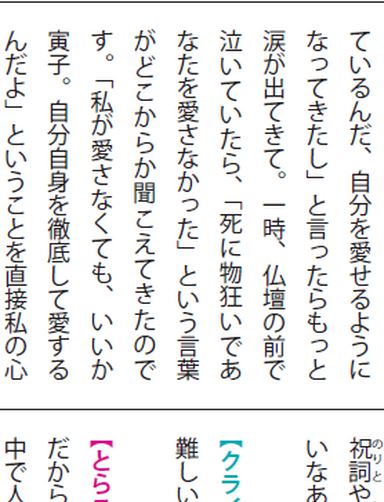 ているんだ、自分を愛せるように
なってきたし」と言ったらもっと
涙が出てきて。一時、仏壇の前で
泣いていたら、「死に物狂いであ
なたを愛さなかった」という言葉
がどこからか聞こえてきたので
す。「私が愛さなくても、いいか
寅子。自分自身を徹底して愛する
んだよ」ということを直接私の心
祝詞や
のりと
いなあ
【クライ
難しい
【とら
だから
中で人